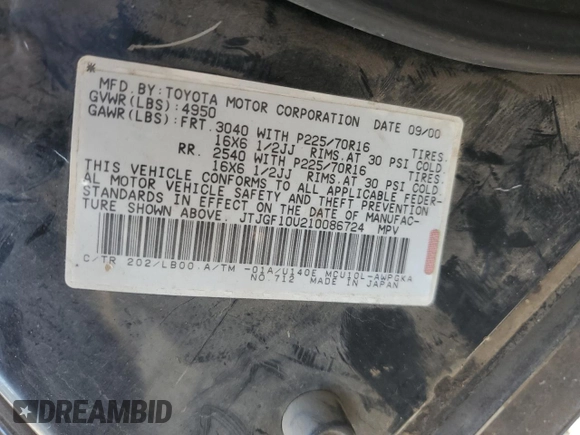 MFD.BY:TOYOTA MOTOR CORPORATION DATE 09/00
GVWR(LBS):4950
GAWR(LBS):FRT. 3040 WITH P225/70R16 TIRES.
16X6 1/2JJ RIMS.AT 30 PSI COLD.
RR. 2540 WITH P225/70R16 TIRES.
16X6 1/2JJ RIMS.AT 30 PSI COLD.
THIS VEHICLE CONFORMS TO ALL APPLICABLE FEDER-
AL MOTOR VEHICLE SAFETY AND THEFT PREVENTION
STANDARDS IN EFFECT ON THE DATE OF MANUFAC-
TURE SHOWN ABOVE. JTJGF10U210086724 MPV
C/TR 202/LB00.A/TM -01A/U140E MCU10L-AWPGKA
NO.712 MADE IN JAPAN
DREAMBID